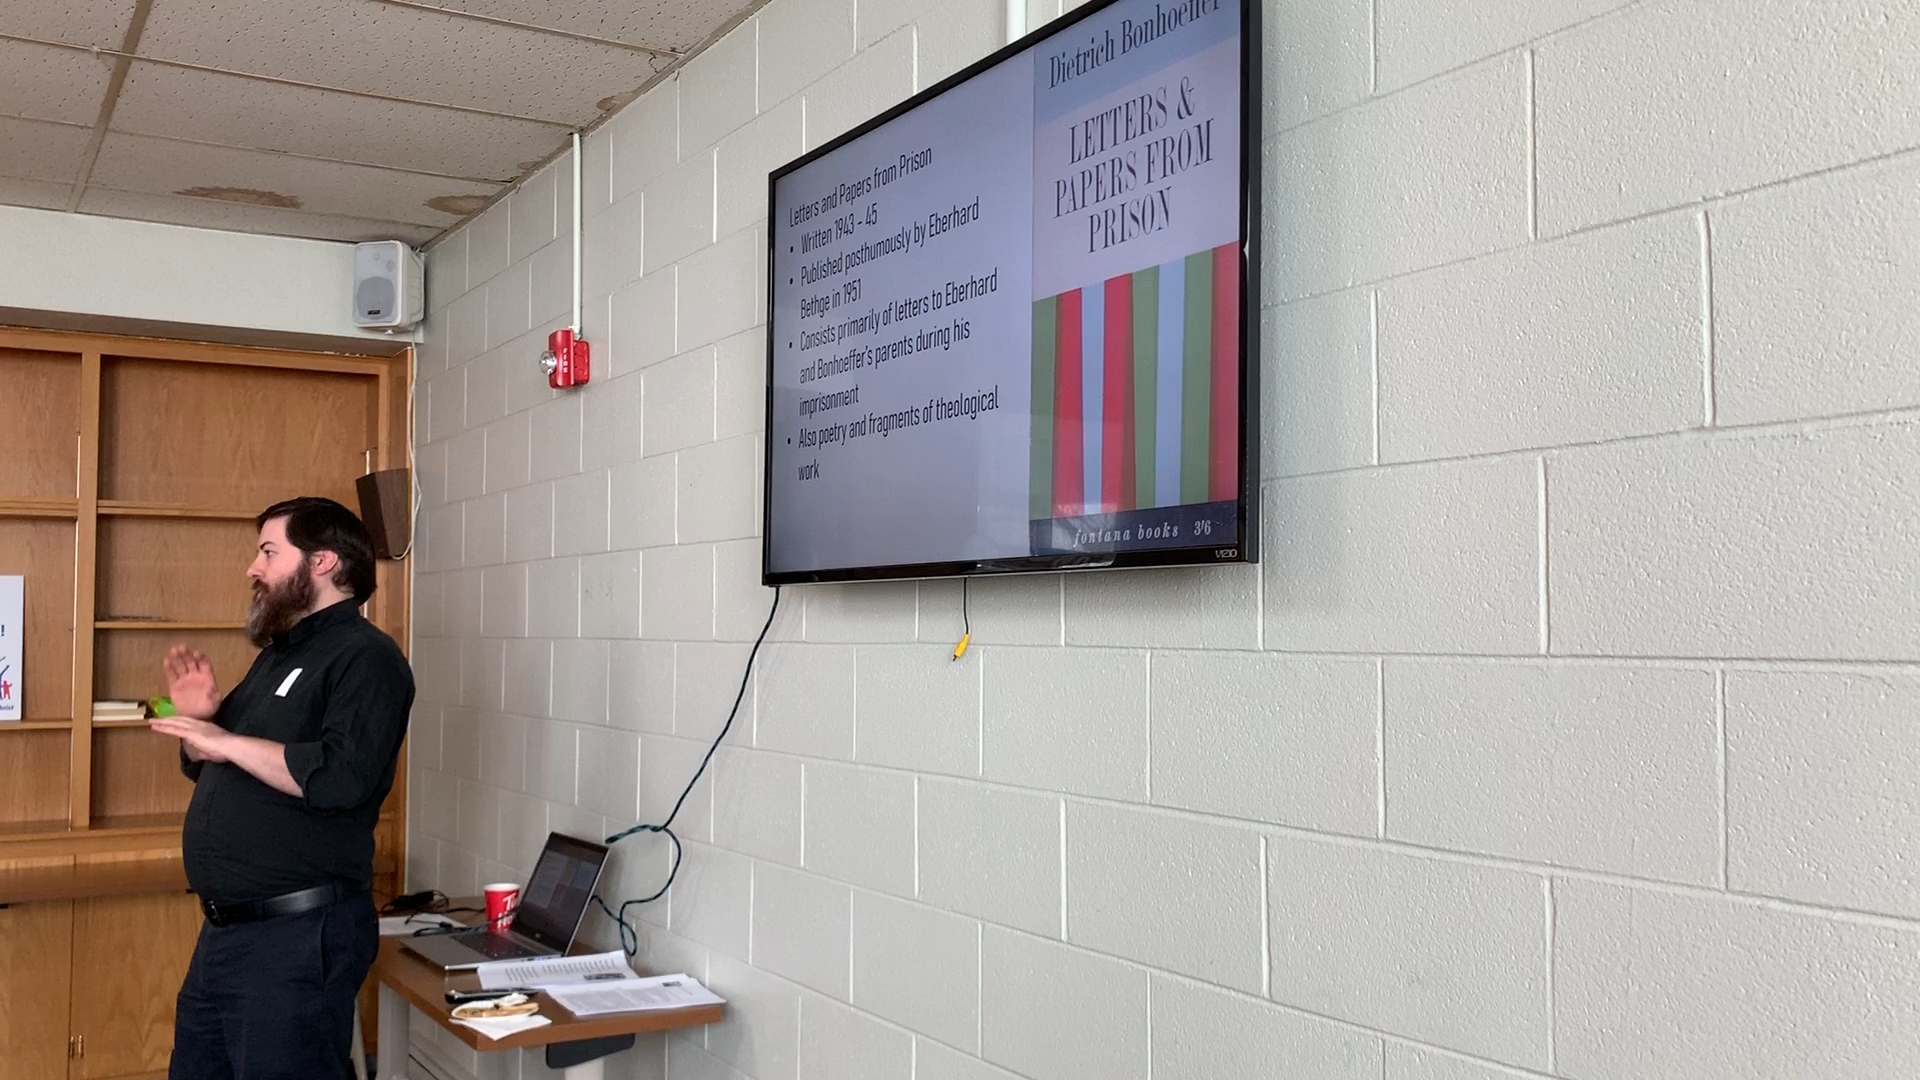 Letters and Papers from Prison
• Written 1943 – 45
• Published posthumously by Eberhard
Bethge in 1951
• Consists primarily of letters to Eberhard
and Bonhoeffer's parents during his
imprisonment
• Also poetry and fragments of theological
work
Dietrich Bonhoeffer
LETTERS &
PAPERS FROM
PRISON
fontana books 3/6
VIZIO
FIRE